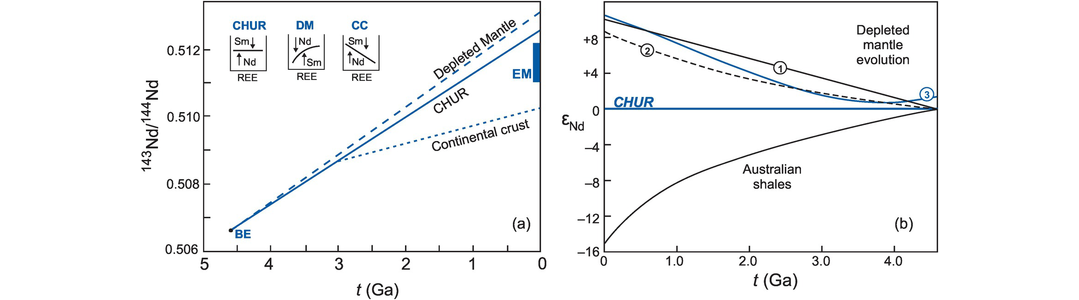 CHUR
DM
CC
Sm
Nd
REE
Nd
Sm
REE
Sm
Nd
REE
Depleted Mantle
CHUR
Continental crust
EM
BE
(a)
143Nd/144Nd
0.512
0.510
0.508
0.506
5
4
3
2
1
0
t (Ga)
Depleted
mantle
evolution
1
2
3
CHUR
Australian
shales
(b)
εNd
+8
+4
0
−4
−8
−12
−16
0
1.0
2.0
3.0
4.0
t (Ga)